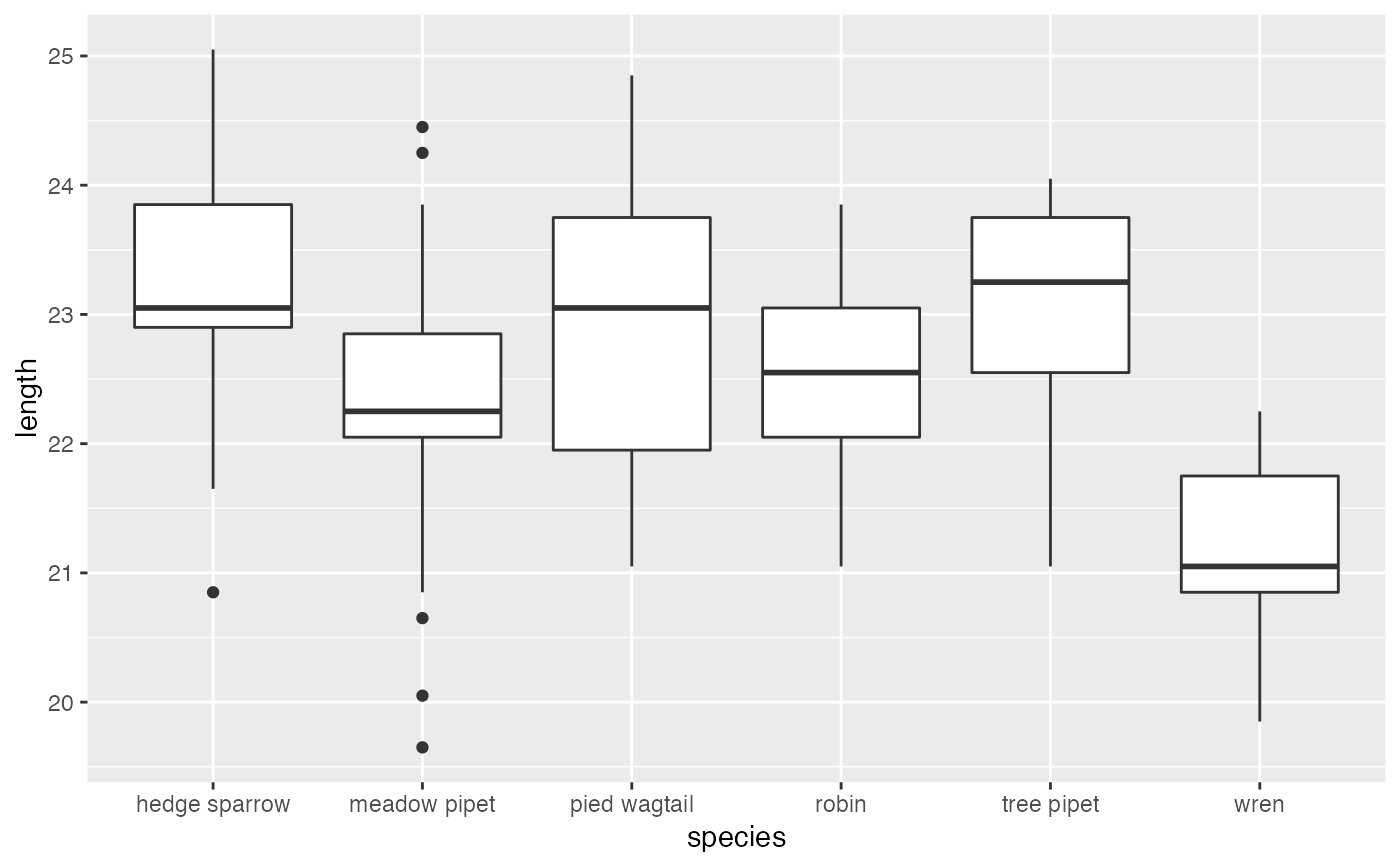 25
24
23
22
21
20
length
hedge sparrow meadow pipet pied wagtail robin tree pipet wren
species